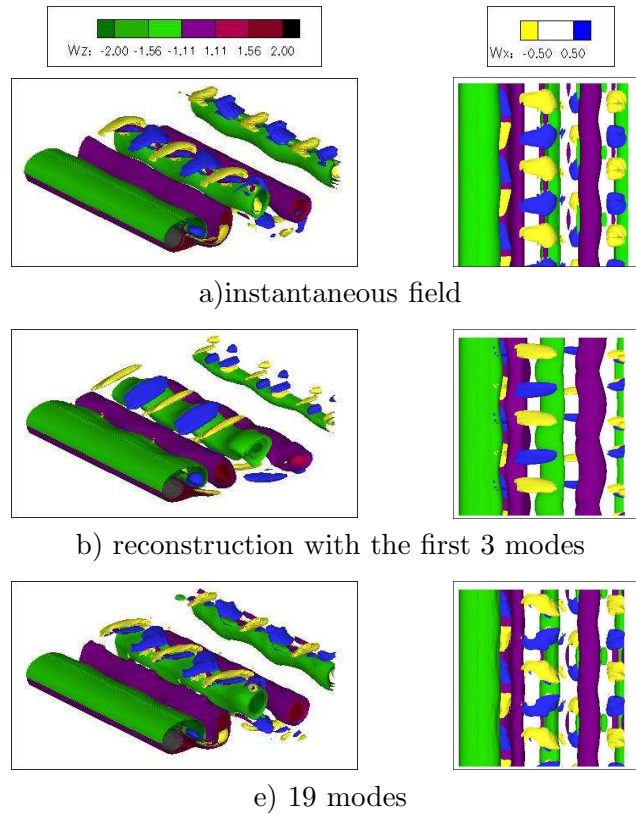 Wz: -2.00 -1.56 -1.11 1.11 1.56 2.00
Wx: -0.50 0.50
a)instantaneous field
b) reconstruction with the first 3 modes
e) 19 modes